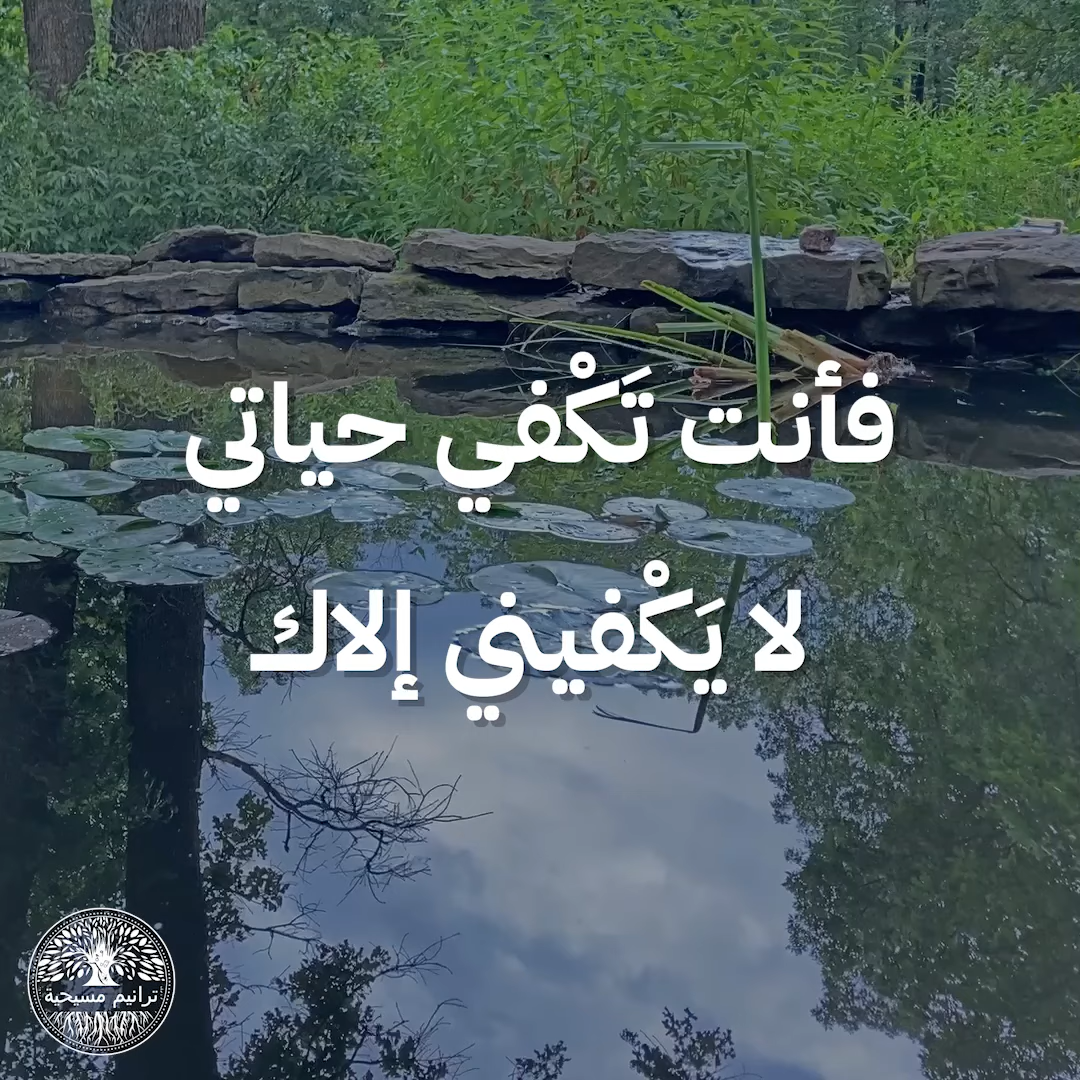 فأنت تَكْفي حياتي
لا يَكْفيني إلاك
ترانيم مسيحية